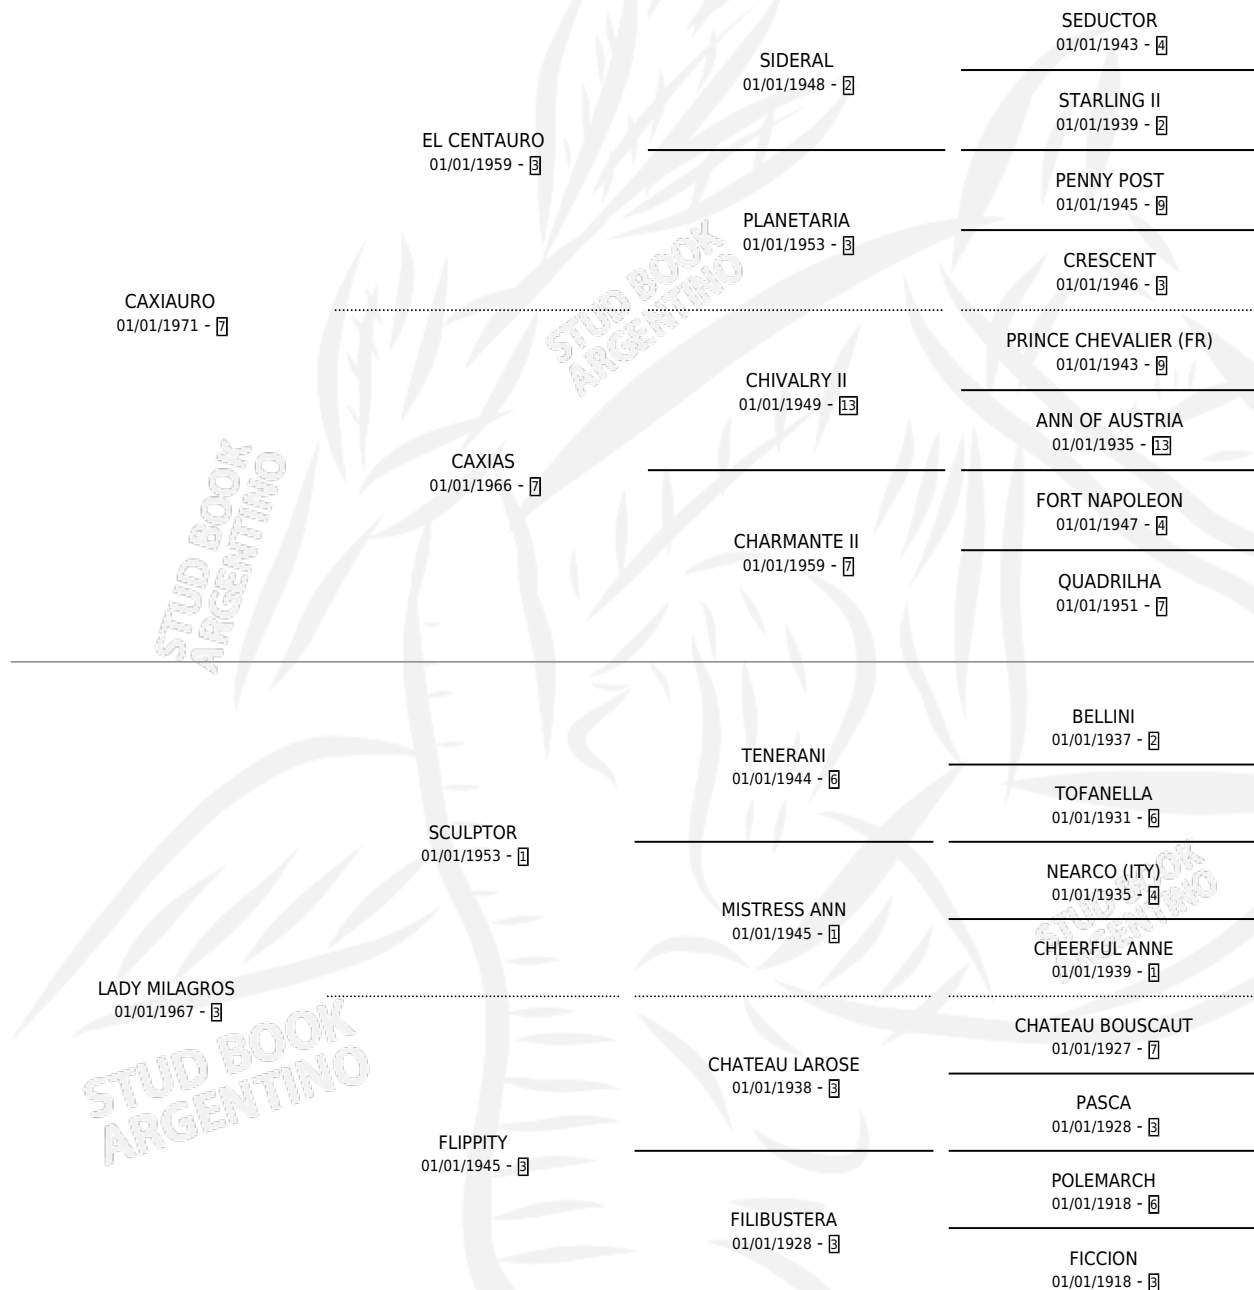 SEDUCTOR
01/01/1943 - 4
SIDERAL
01/01/1948 - 2
STARLING II
01/01/1939 - 2
EL CENTAURO
01/01/1959 - 3
PENNY POST
01/01/1945 - 9
PLANETARIA
01/01/1953 - 3
CRESCENT
01/01/1946 - 3
CAXIAURO
01/01/1971 - 7
PRINCE CHEVALIER (FR)
01/01/1943 - 9
CHIVALRY II
01/01/1949 - 13
ANN OF AUSTRIA
01/01/1935 - 13
CAXIAS
01/01/1966 - 7
FORT NAPOLEON
01/01/1947 - 4
CHARMANTE II
01/01/1959 - 7
QUADRILHA
01/01/1951 - 7
STUD BOOK
ARGENTINO
STUD BOOK
ARGENTINO
BELLINI
01/01/1937 - 2
TENERANI
01/01/1944 - 6
TOFANELLA
01/01/1931 - 6
SCULPTOR
01/01/1953 - 1
NEARCO (ITY)
01/01/1935 - 4
MISTRESS ANN
01/01/1945 - 1
CHEERFUL ANNE
01/01/1939 - 1
STUD BOOK
ARGENTINO
LADY MILAGROS
01/01/1967 - 3
CHATEAU BOUSCAUT
01/01/1927 - 7
CHATEAU LAROSE
01/01/1938 - 3
PASCA
01/01/1928 - 3
STUD BOOK
ARGENTINO
FLIPPITY
01/01/1945 - 3
POLEMARCH
01/01/1918 - 6
FILIBUSTERA
01/01/1928 - 3
FICCION
01/01/1918 - 3